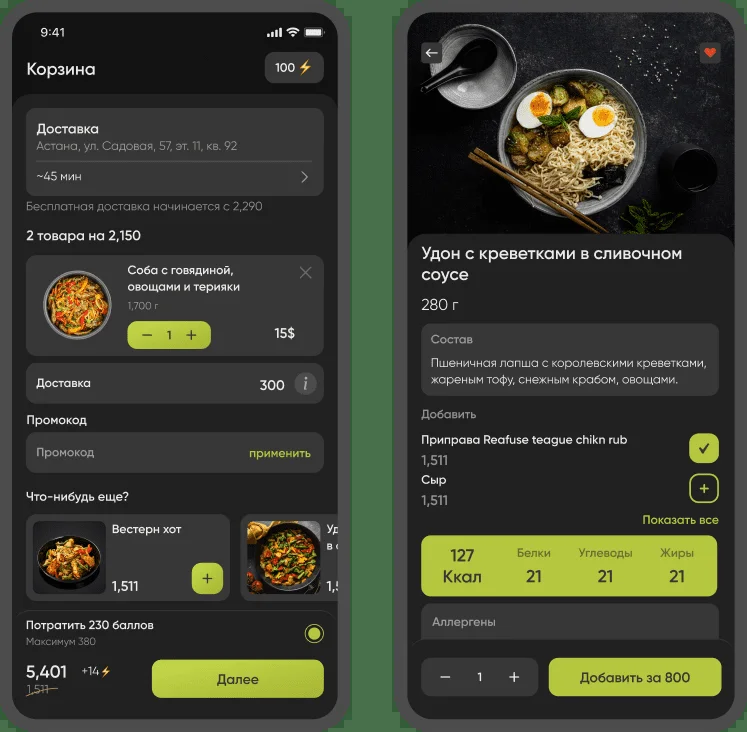 9:41
Корзина
100
Доставка
Астана, ул. Садовая, 57, эт. 11, кв. 92
~45 мин
Бесплатная доставка начинается с 2,290
2 товара на 2,150
Соба с говядиной,
овощами и терияки
1,700 г
1
15$
Доставка
300 i
Промокод
Промокод
применить
Что-нибудь еще?
Вестерн хот
1,511
Потратить 230 баллов
Максимум 380
5,401
+14
1,511
Далее
Удон с креветками в сливочном
соусе
280 г
Состав
Пшеничная лапша с королевскими креветками,
жареным тофу, снежным крабом, овощами.
Добавить
Приправа Reafuse teague chikn rub
1,511
Сыр
1,511
Показать все
127
Ккал
Белки
21
Углеводы
21
Жиры
21
Аллергены
1
Добавить за 800